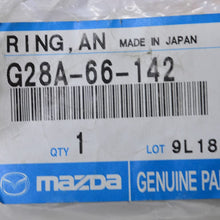 RING, AN MADE IN JAPAN
G28A-66-142
QTY 1 LOT 9L18
mazda GENUINE PA